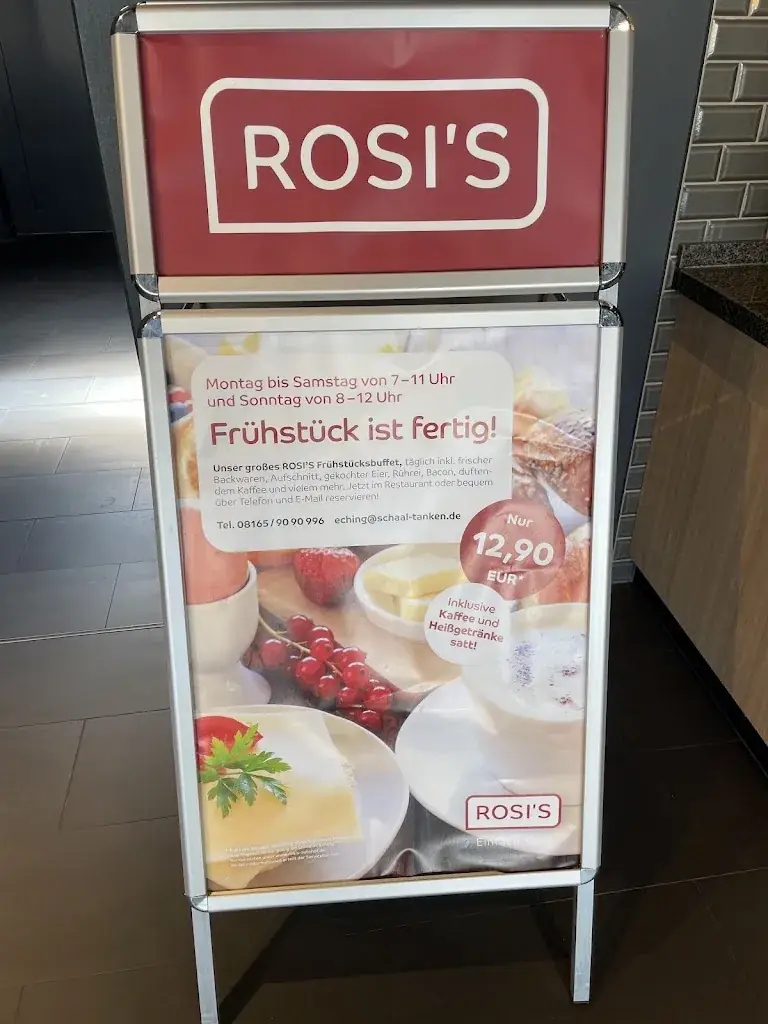 ROSI'S
Montag bis Samstag von 7–11 Uhr
und Sonntag von 8–12 Uhr
Frühstück ist fertig!
Unser großes ROSI'S Frühstücksbuffet, täglich inkl. frischer
Backwaren, Aufschnitt, gekochter Eier, Rührei, Bacon, duften-
dem Kaffee und vielem mehr. Jetzt im Restaurant oder bequem
über Telefon und E-Mail reservieren!
Tel. 08165/90 90 996 eching@schaal-tanken.de
Nur
12,90
EUR*
Inklusive
Kaffee und
Heißgetränke
satt!
ROSI'S